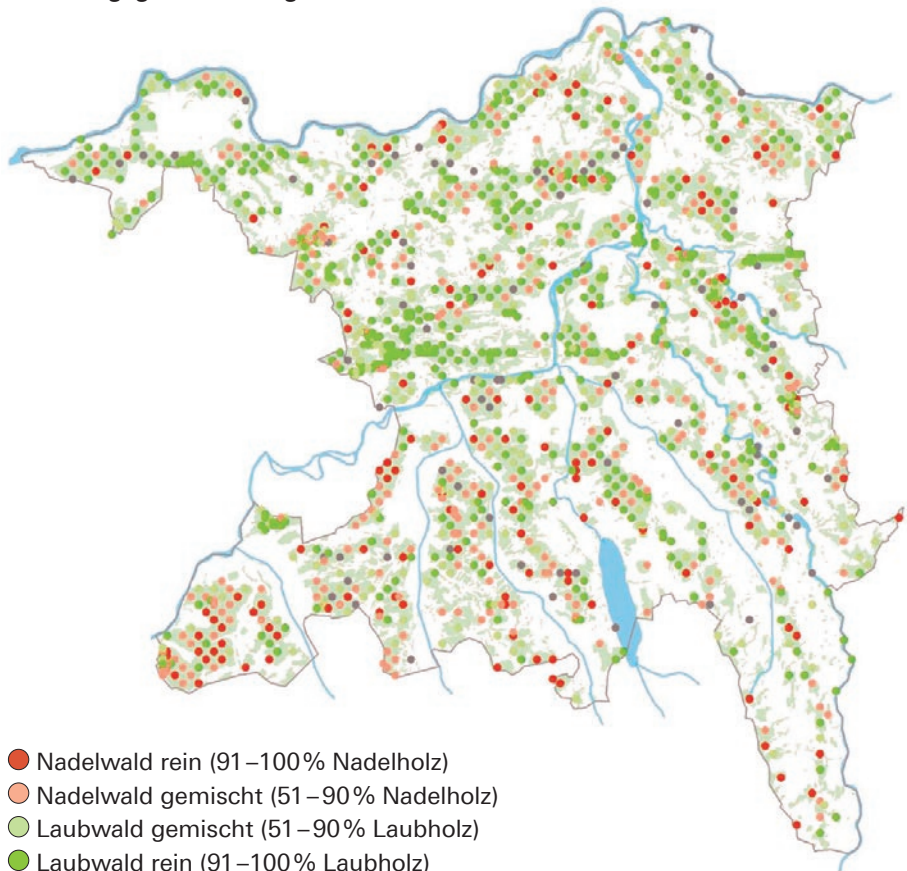 Nadelwald rein (91–100% Nadelholz)
Nadelwald gemischt (51–90% Nadelholz)
Laubwald gemischt (51–90% Laubholz)
Laubwald rein (91–100% Laubholz)